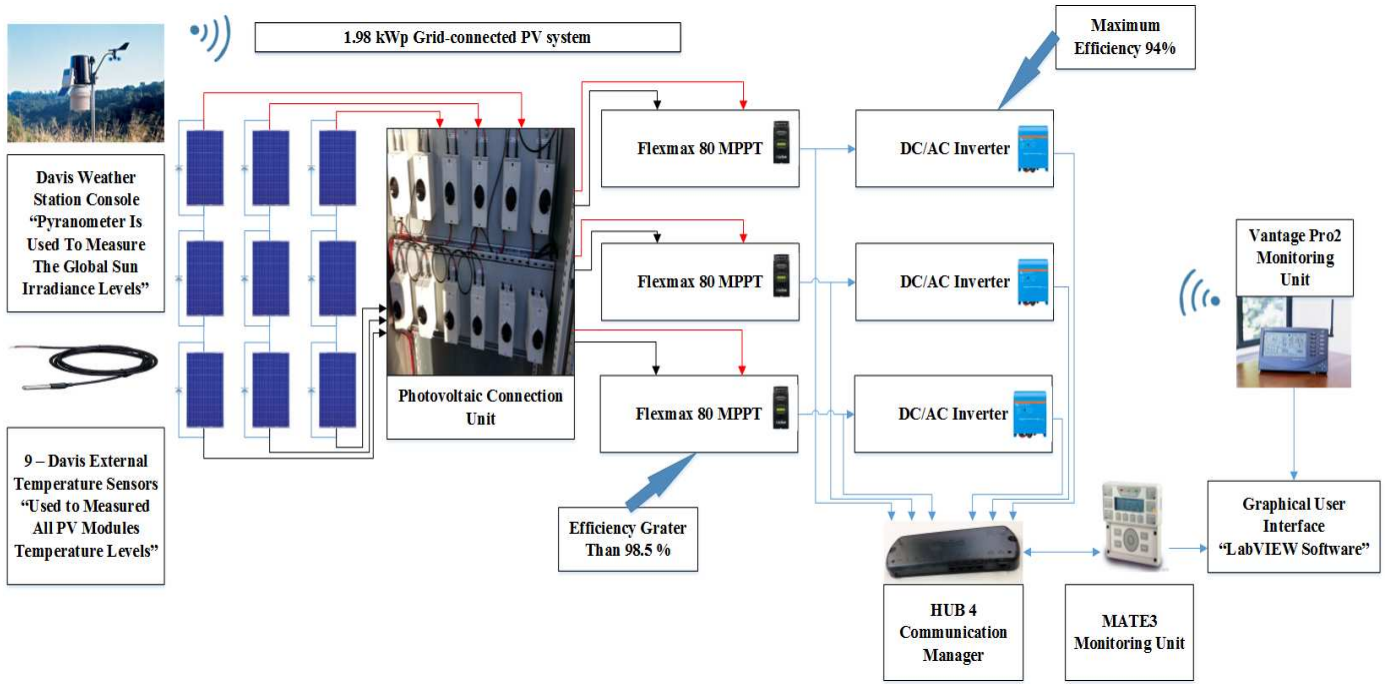 1.98 kWp Grid-connected PV system
Maximum
Efficiency 94%
Davis Weather
Station Console
“Pyranometer Is
Used To Measure
The Global Sun
Irradiance Levels”
9 – Davis External
Temperature Sensors
“Used to Measured
All PV Modules
Temperature Levels”
Photovoltaic Connection
Unit
Flexmax 80 MPPT
DC/AC Inverter
Flexmax 80 MPPT
DC/AC Inverter
Flexmax 80 MPPT
DC/AC Inverter
Efficiency Grater
Than 98.5 %
Vantage Pro2
Monitoring
Unit
Graphical User
Interface
“LabVIEW Software”
HUB 4
Communication
Manager
MATE3
Monitoring Unit